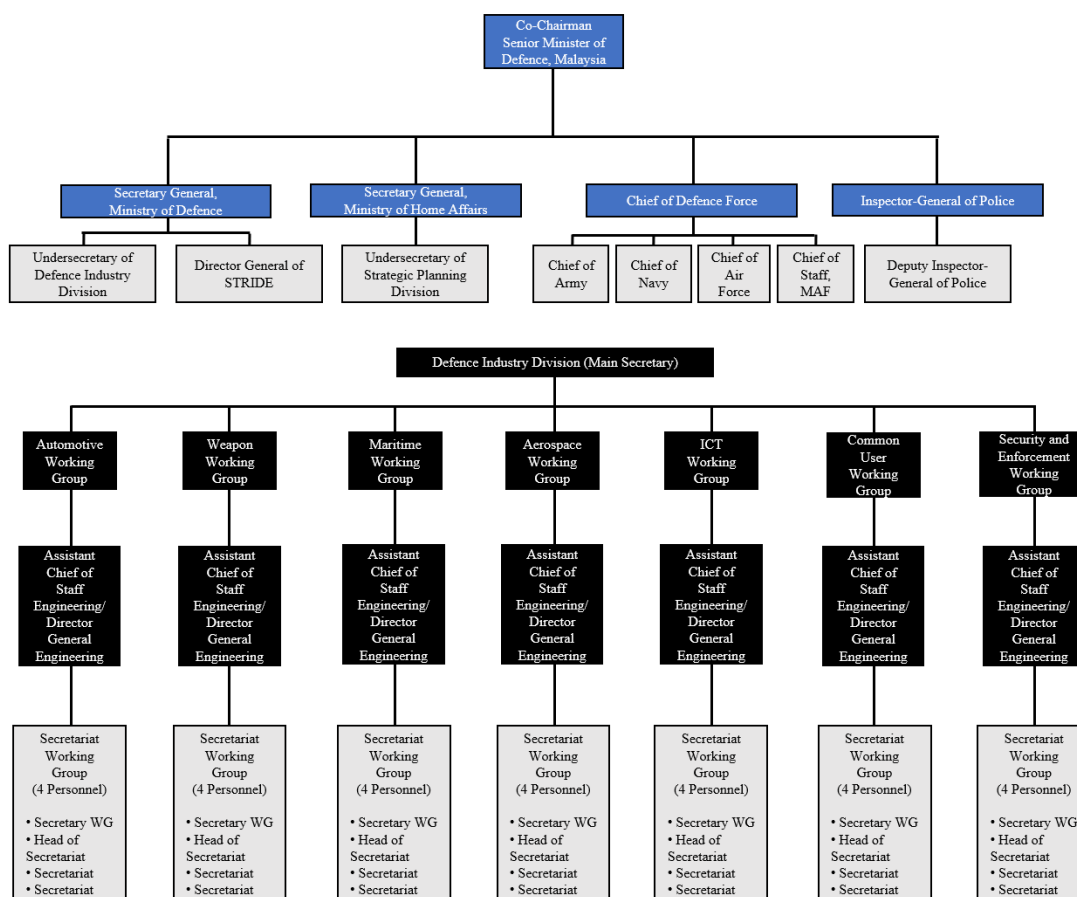 Co-Chairman
Senior Minister of
Defence, Malaysia
Secretary General,
Ministry of Defence
Secretary General,
Ministry of Home Affairs
Chief of Defence Force
Inspector-General of Police
Undersecretary of
Defence Industry
Division
Director General of
STRIDE
Undersecretary of
Strategic Planning
Division
Chief of
Army
Chief of
Navy
Chief of
Air
Force
Chief of
Staff,
MAF
Deputy Inspector-
General of Police
Defence Industry Division (Main Secretary)
Automotive
Working
Group
Weapon
Working
Group
Maritime
Working
Group
Aerospace
Working
Group
ICT
Working
Group
Common
User
Working
Group
Security and
Enforcement
Working
Group
Assistant
Chief of
Staff
Engineering/
Director
General
Engineering
Assistant
Chief of
Staff
Engineering/
Director
General
Engineering
Assistant
Chief of
Staff
Engineering/
Director
General
Engineering
Assistant
Chief of
Staff
Engineering/
Director
General
Engineering
Assistant
Chief of
Staff
Engineering/
Director
General
Engineering
Assistant
Chief of
Staff
Engineering/
Director
General
Engineering
Assistant
Chief of
Staff
Engineering/
Director
General
Engineering
Secretariat
Working
Group
(4 Personnel)
• Secretary WG
• Head of
Secretariat
• Secretariat
• Secretariat
Secretariat
Working
Group
(4 Personnel)
• Secretary WG
• Head of
Secretariat
• Secretariat
• Secretariat
Secretariat
Working
Group
(4 Personnel)
• Secretary WG
• Head of
Secretariat
• Secretariat
• Secretariat
Secretariat
Working
Group
(4 Personnel)
• Secretary WG
• Head of
Secretariat
• Secretariat
• Secretariat
Secretariat
Working
Group
(4 Personnel)
• Secretary WG
• Head of
Secretariat
• Secretariat
• Secretariat
Secretariat
Working
Group
(4 Personnel)
• Secretary WG
• Head of
Secretariat
• Secretariat
• Secretariat
Secretariat
Working
Group
(4 Personnel)
• Secretary WG
• Head of
Secretariat
• Secretariat
• Secretariat